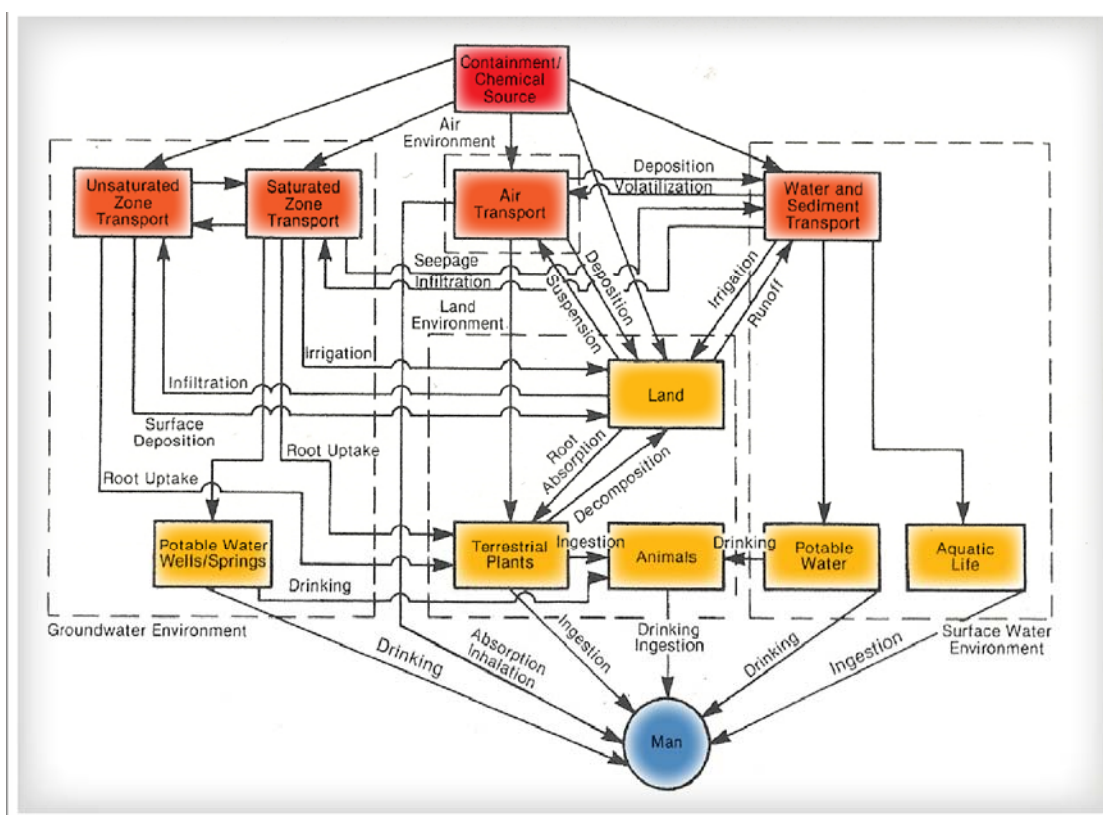 Containment/
Chemical
Source
Air
Environment
Unsaturated
Zone
Transport
Saturated
Zone
Transport
Air
Transport
Deposition
Volatilization
Water and
Sediment
Transport
Seepage
Infiltration
Land
Environment
Suspension
Deposition
Irrigation
Runoff
Irrigation
Infiltration
Land
Surface
Deposition
Root Uptake
Root Uptake
Root
Absorption
Decomposition
Potable Water
Wells/Springs
Terrestrial
Plants
Ingestion
Animals
Drinking
Potable
Water
Aquatic
Life
Drinking
Groundwater Environment
Drinking
Absorption
Inhalation
Ingestion
Drinking
Ingestion
Drinking
Ingestion
Surface Water
Environment
Man